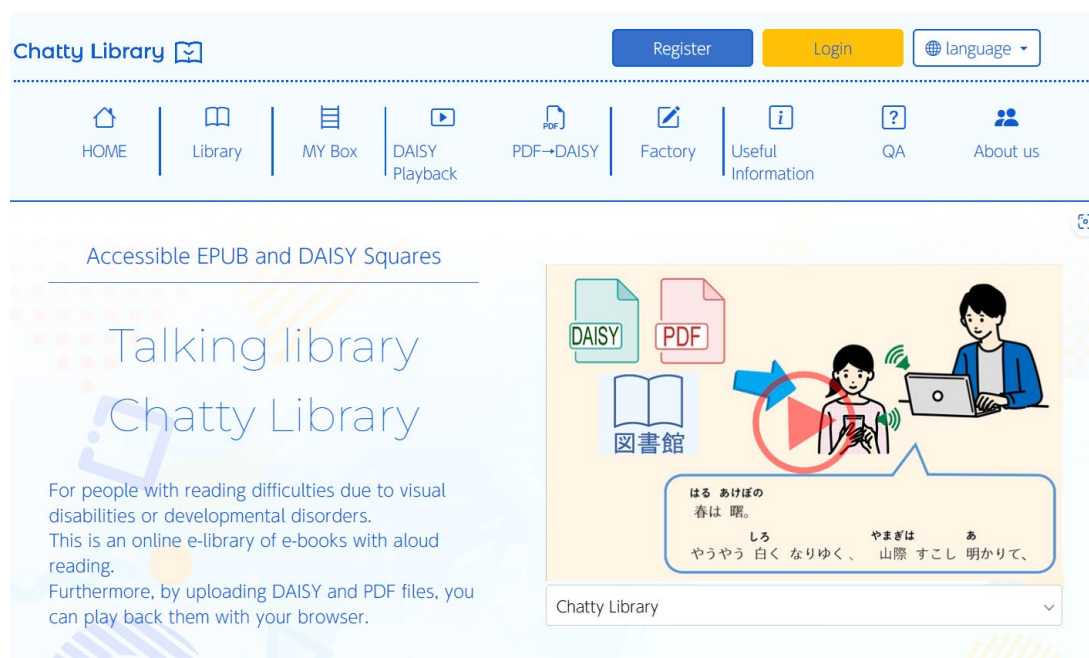 Chatty Library
Register
Login
language
HOME
Library
MY Box
DAISY
Playback
PDF
PDF→DAISY
Factory
Useful
Information
QA
About us
Accessible EPUB and DAISY Squares
Talking library
Chatty Library
For people with reading difficulties due to visual
disabilities or developmental disorders.
This is an online e-library of e-books with aloud
reading.
Furthermore, by uploading DAISY and PDF files, you
can play back them with your browser.
DAISY
PDF
図書館
はる あけぼの
春は 曙。
しろ やまぎは あ
やうやう 白く なりゆく、 山際 すこし 明かりて、
Chatty Library